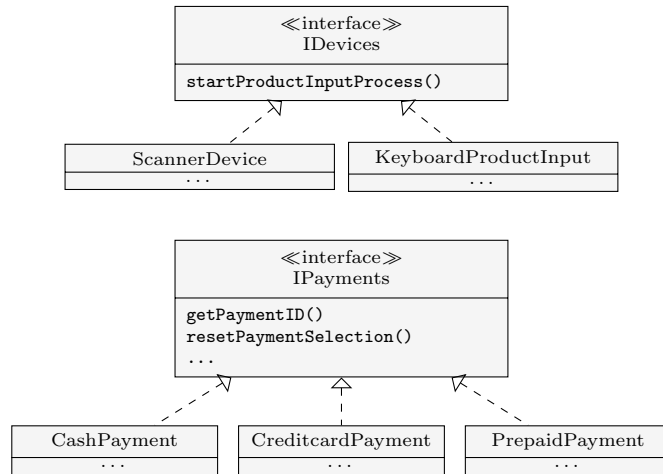 ≪interface≫
IDevices
startProductInputProcess()
ScannerDevice
...
KeyboardProductInput
...
≪interface≫
IPayments
getPaymentID()
resetPaymentSelection()
...
CashPayment
...
CreditcardPayment
...
PrepaidPayment
...